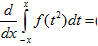 d/dx ∫_{-x}^{x} f(t²)dt =